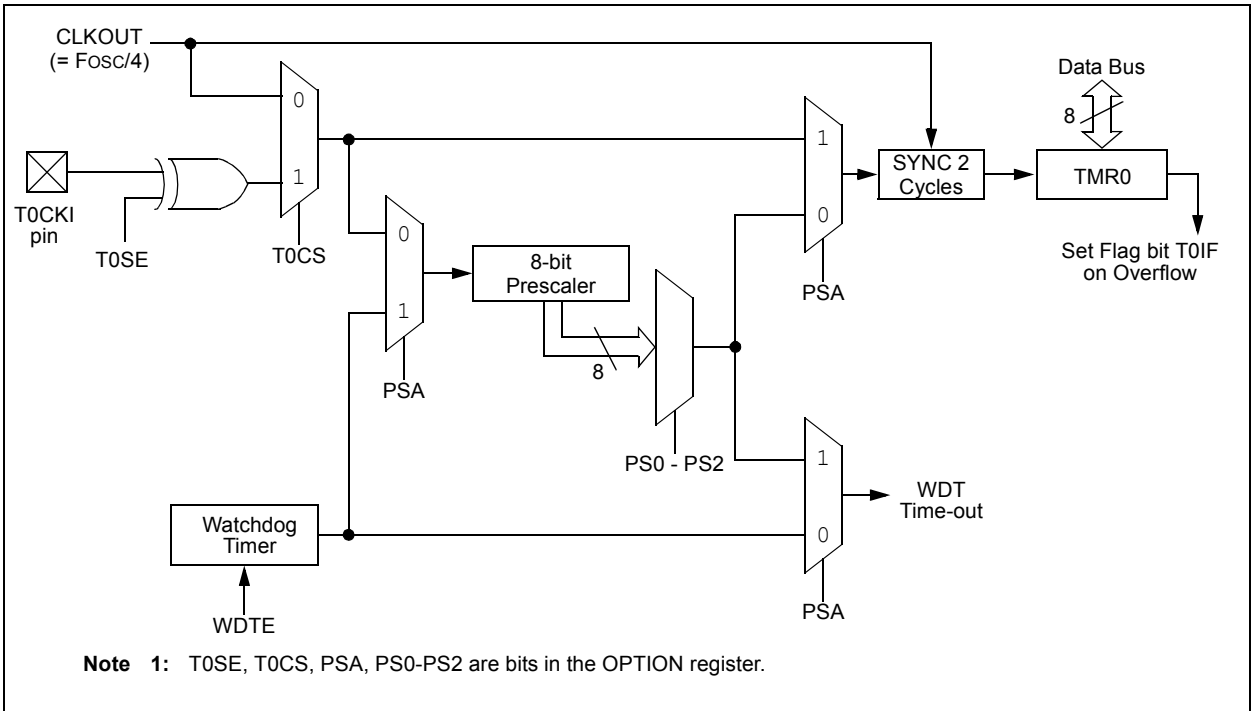 CLKOUT
(= FOSC/4)
T0CKI
pin
T0SE
0
1
T0CS
0
1
PSA
8-bit
Prescaler
8
PS0 - PS2
1
0
PSA
SYNC 2
Cycles
Data Bus
8
TMR0
Set Flag bit T0IF
on Overflow
Watchdog
Timer
WDTE
1
0
PSA
WDT
Time-out
Note 1: T0SE, T0CS, PSA, PS0-PS2 are bits in the OPTION register.